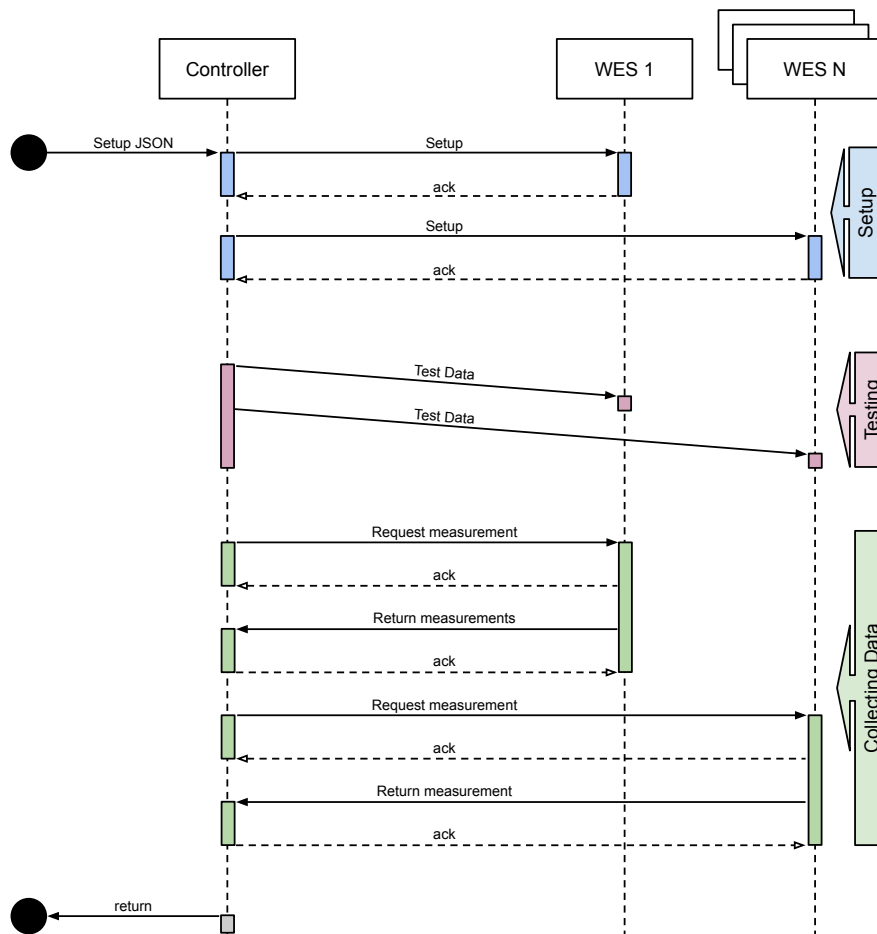 Controller
WES 1
WES N
Setup JSON
Setup
ack
Setup
ack
Setup
Test Data
Test Data
Testing
Request measurement
ack
Return measurements
ack
Request measurement
ack
Return measurement
ack
Collecting Data
return